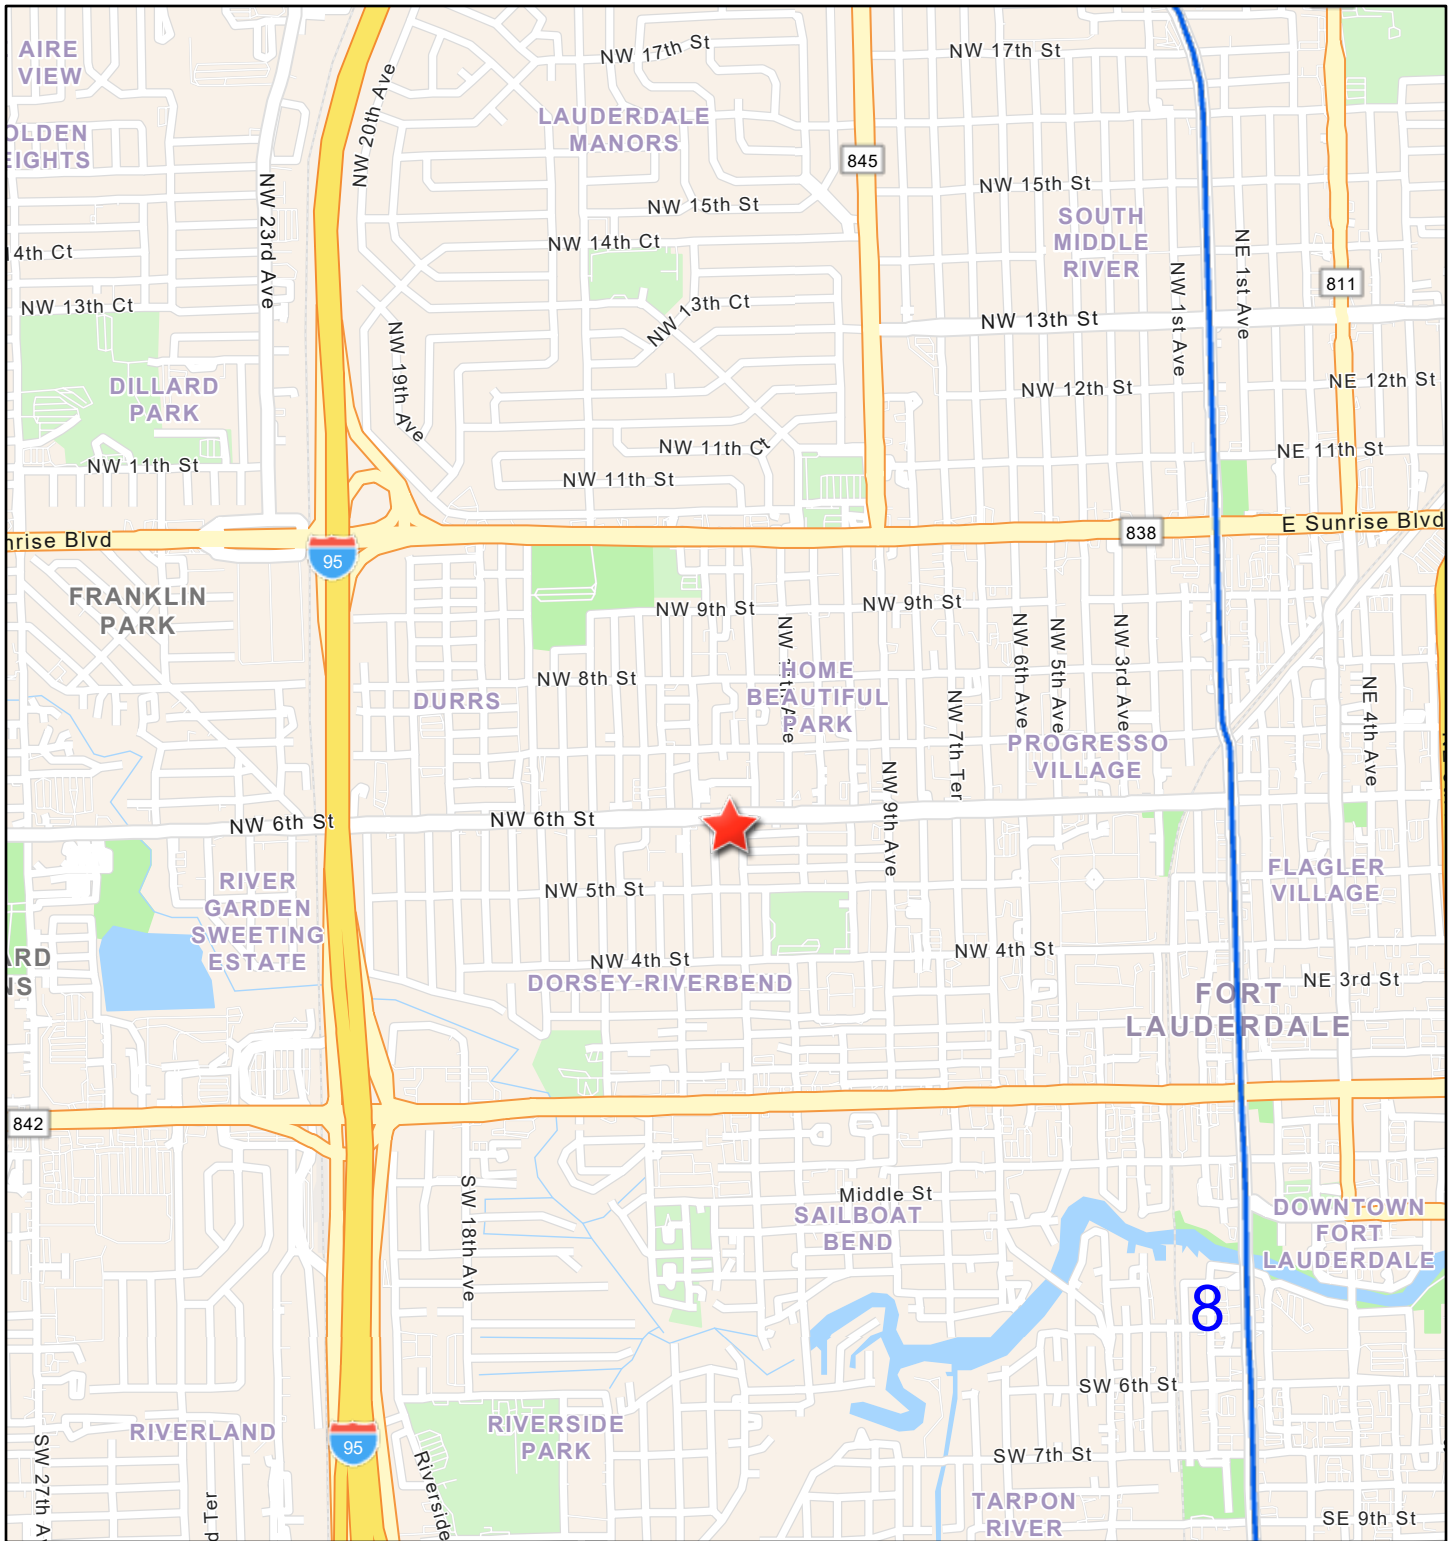 AIRE
VIEW
NW 17th St
NW 17th St
NW 20th Ave
LAUDERDALE
MANORS
OLDEN
EIGHTS
845
NW 23rd Ave
NW 15th St
NW 15th St
SOUTH
MIDDLE
RIVER
NW 14th Ct
14th Ct
NE 1st Ave
NW 1st Ave
811
NW 13th Ct
NW 13th Ct
NW 13th St
NW 19th Ave
DILLARD
PARK
NW 12th St
NE 12th St
NW 11th Ct
NE 11th St
NW 11th St
NW 11th St
nrise Blvd
838
E Sunrise Blvd
95
FRANKLIN
PARK
NW 9th St
NW 9th St
NW 6th Ave
NW 5th Ave
NW 3rd Ave
NW 8th St
HOME
BEAUTIFUL
PARK
DURRS
NW 7th Ter
NE 4th Ave
PROGRESSO
VILLAGE
NW 9th Ave
NW 6th St
NW 6th St
RIVER
GARDEN
SWEETING
ESTATE
NW 5th St
FLAGLER
VILLAGE
ARD
NS
NW 4th St
NW 4th St
DORSEY-RIVERBEND
NE 3rd St
FORT
LAUDERDALE
842
SW 18th Ave
Middle St
SAILBOAT
BEND
DOWNTOWN
FORT
LAUDERDALE
8
SW 6th St
RIVERLAND
95
RIVERSIDE
PARK
SW 27th A
Riverside
SW 7th St
TARPON
RIVER
SE 9th St